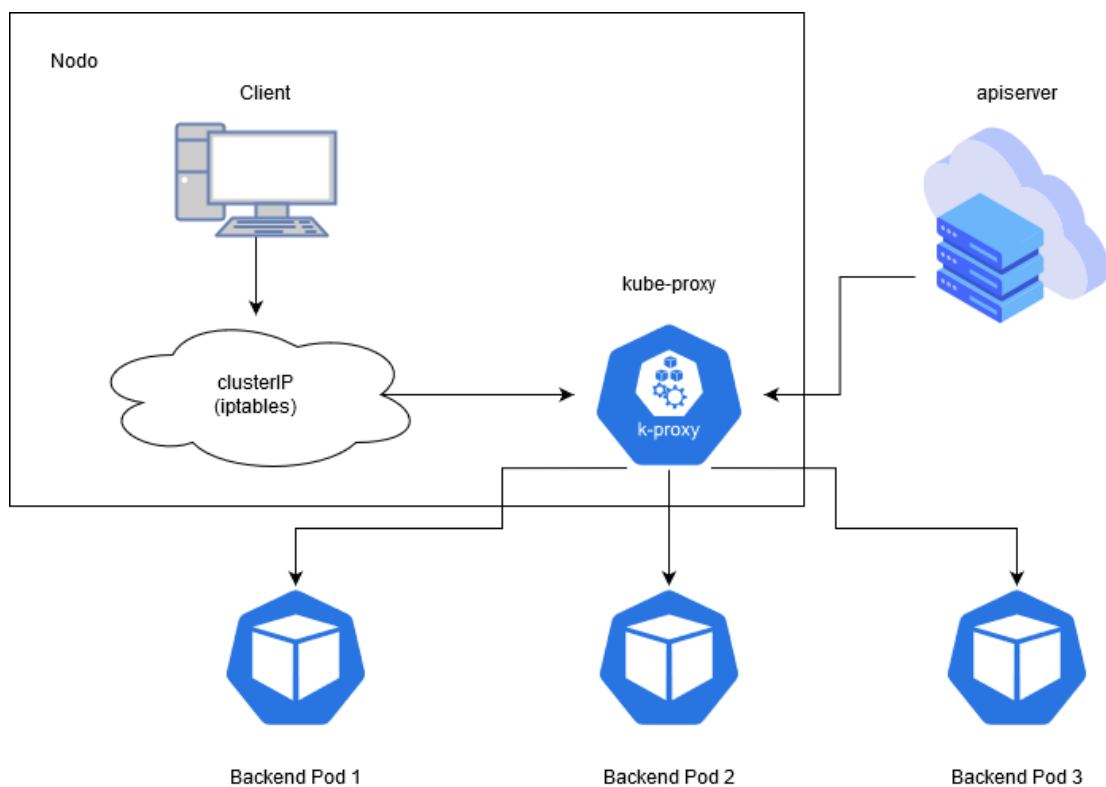 Nodo
Client
apiserver
kube-proxy
clusterIP
(iptables)
k-proxy
Backend Pod 1
Backend Pod 2
Backend Pod 3